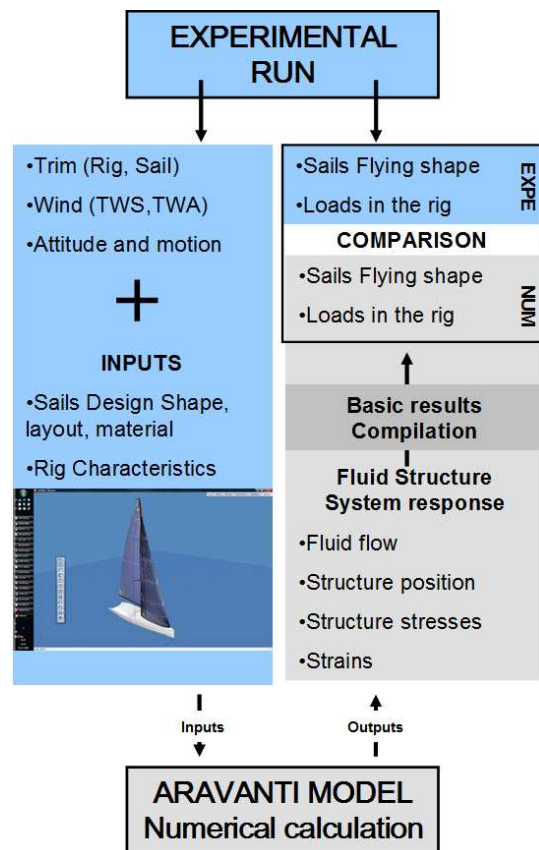 EXPERIMENTAL
RUN
•Trim (Rig, Sail)
•Wind (TWS,TWA)
•Attitude and motion
+
INPUTS
•Sails Design Shape,
layout, material
•Rig Characteristics
•Sails Flying shape
•Loads in the rig
EXPE
COMPARISON
•Sails Flying shape
•Loads in the rig
NUM
Basic results
Compilation
Fluid Structure
System response
•Fluid flow
•Structure position
•Structure stresses
•Strains
Inputs
Outputs
ARAVANTI MODEL
Numerical calculation